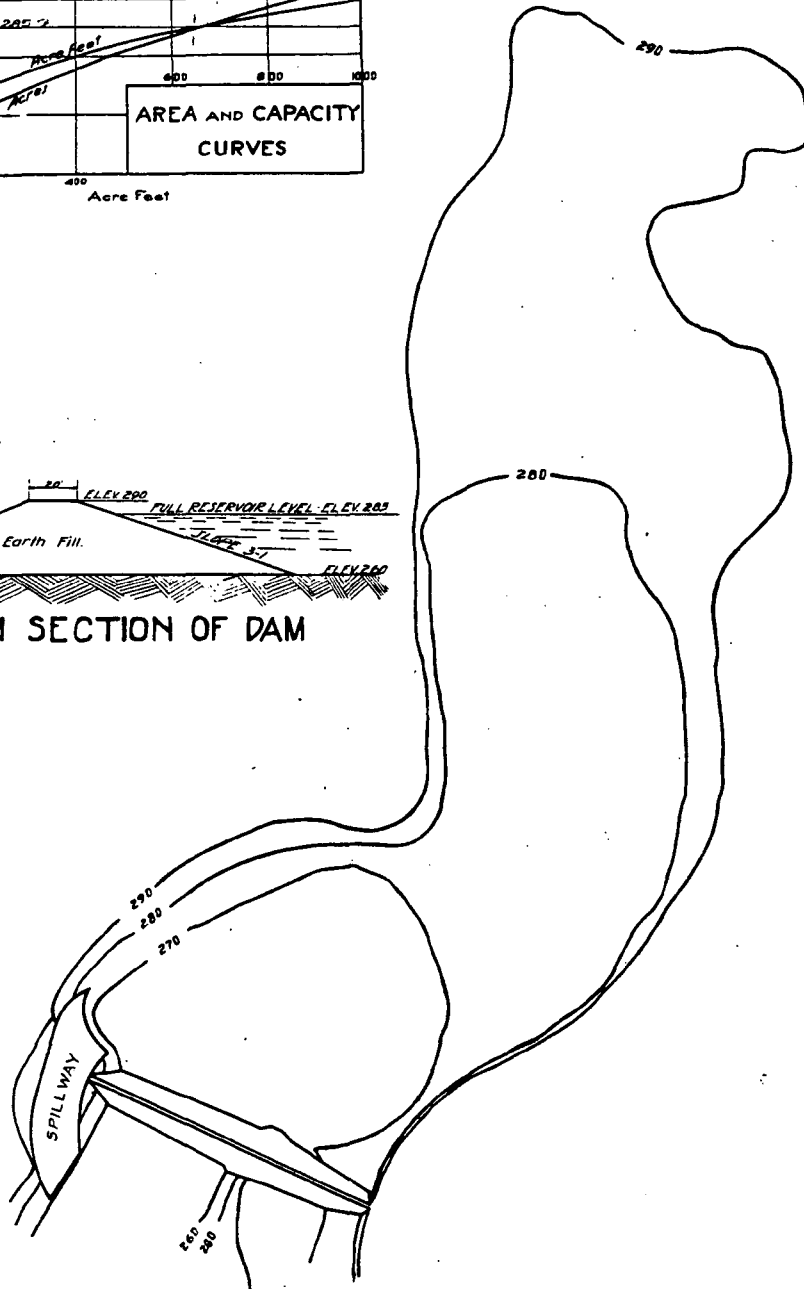 285
Acre Feet
Acres
600 800 1000
AREA AND CAPACITY
CURVES
400
Acre Feet
290
280
20'
ELEV. 290
FULL RESERVOIR LEVEL - ELEV. 285
Earth Fill.
SLOPE 3-1
ELEV. 260
SECTION OF DAM
290
280
270
SPILLWAY
260
280